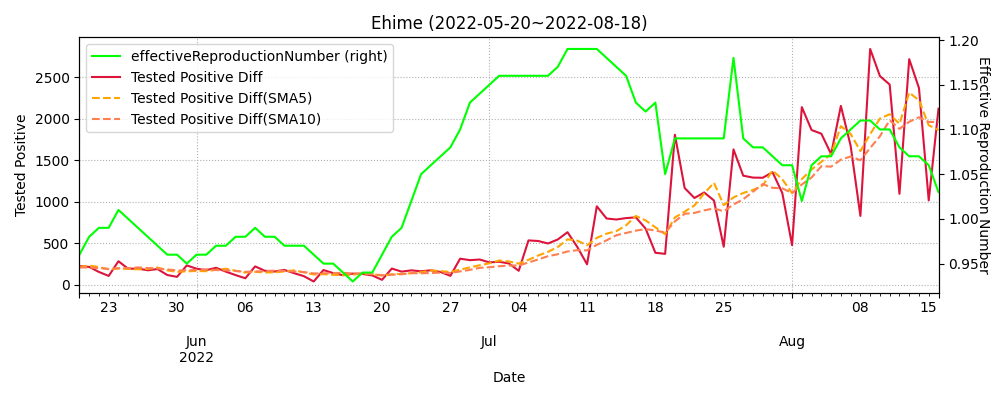 Ehime (2022-05-20~2022-08-18)
effectiveReproductionNumber (right)
Tested Positive Diff
Tested Positive Diff(SMA5)
Tested Positive Diff(SMA10)
Tested Positive
2500
2000
1500
1000
500
0
1.20
1.15
1.10
1.05
1.00
0.95
Effective Reproduction Number
23 30 06 13 20 27 04 11 18 25 08 15
Jun Jul Aug
2022
Date